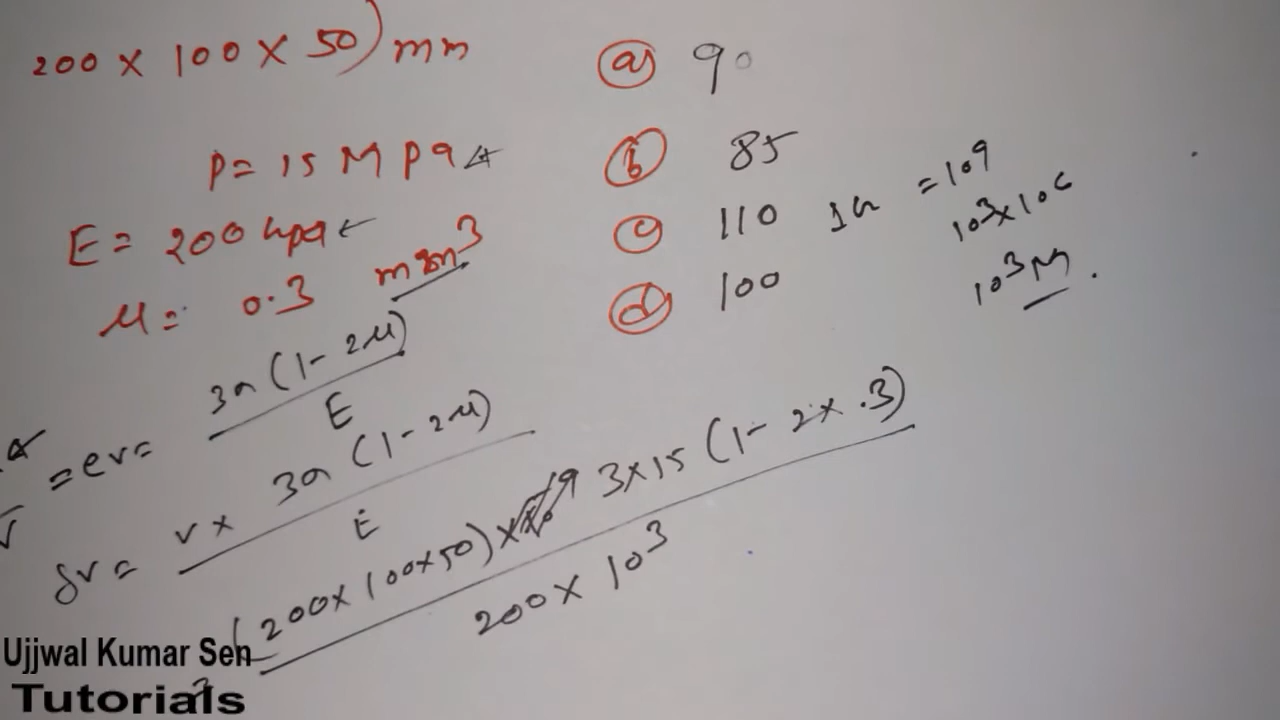 200 × 100 × 50) mm
P = 15 MPa
E = 200 Gpa
μ = 0.3 mm³
(a) 90
(b) 85
(c) 110
(d) 100
1G = 10⁹
10³×10⁶
10³M.
= ev = 3σ(1-2μ)
E
δv = v × 3σ(1-2μ)
E
(200×100×50)× 3×15(1-2×.3)
200×10³
Ujjwal Kumar Sen
Tutorials